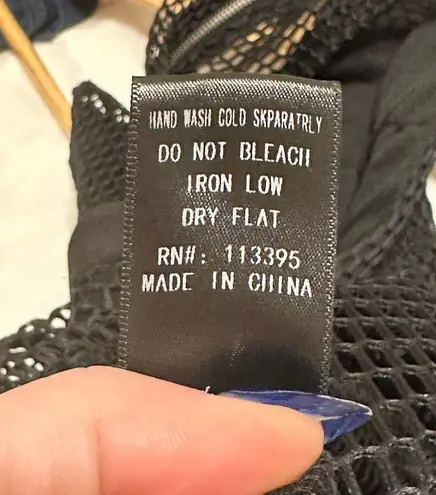 HAND WASH COLD SKPARATRLY
DO NOT BLEACH
IRON LOW
DRY FLAT
RN#: 113395
MADE IN CHINA